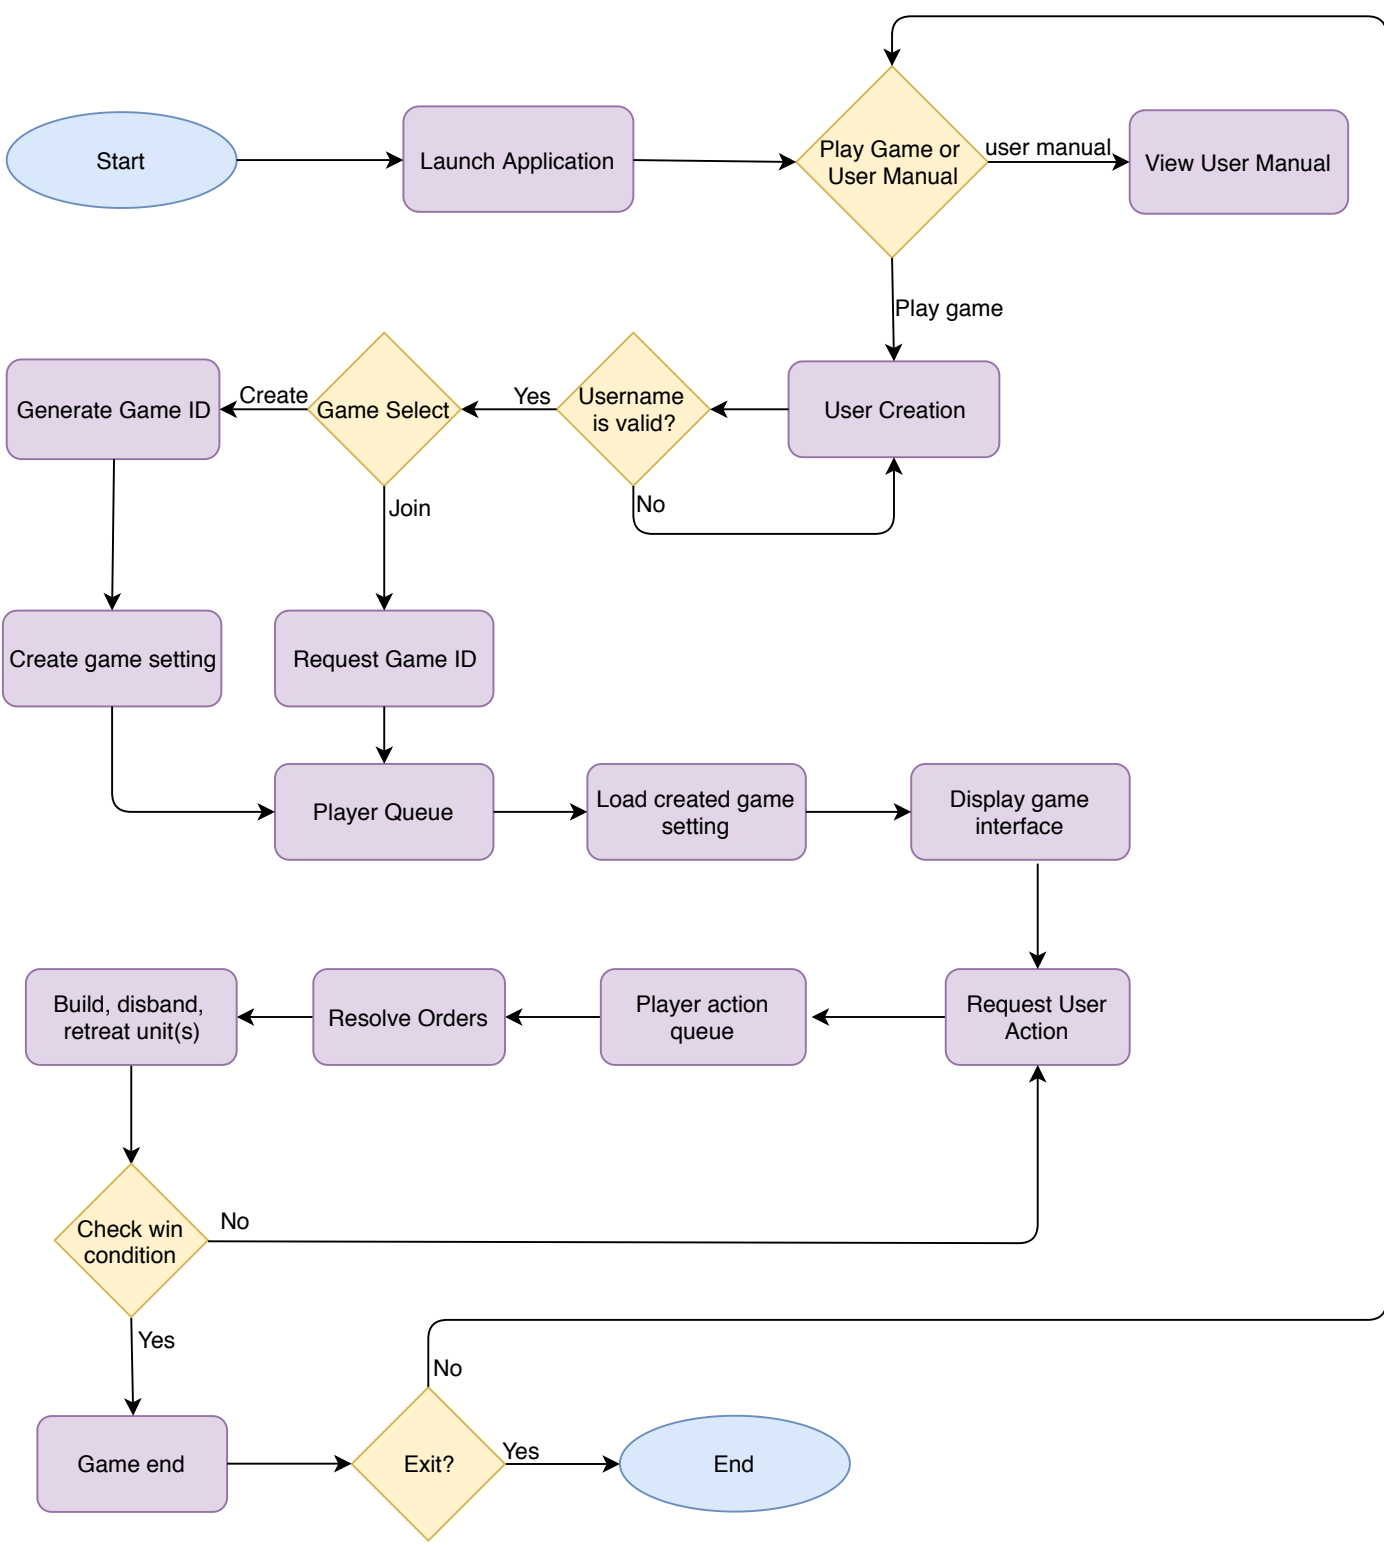 Start
Launch Application
Play Game or
User Manual
user manual
View User Manual
Play game
Generate Game ID
Create
Game Select
Yes
Username
is valid?
User Creation
Join
No
Create game setting
Request Game ID
Player Queue
Load created game
setting
Display game
interface
Build, disband,
retreat unit(s)
Resolve Orders
Player action
queue
Request User
Action
Check win
condition
No
Yes
No
Game end
Exit?
Yes
End